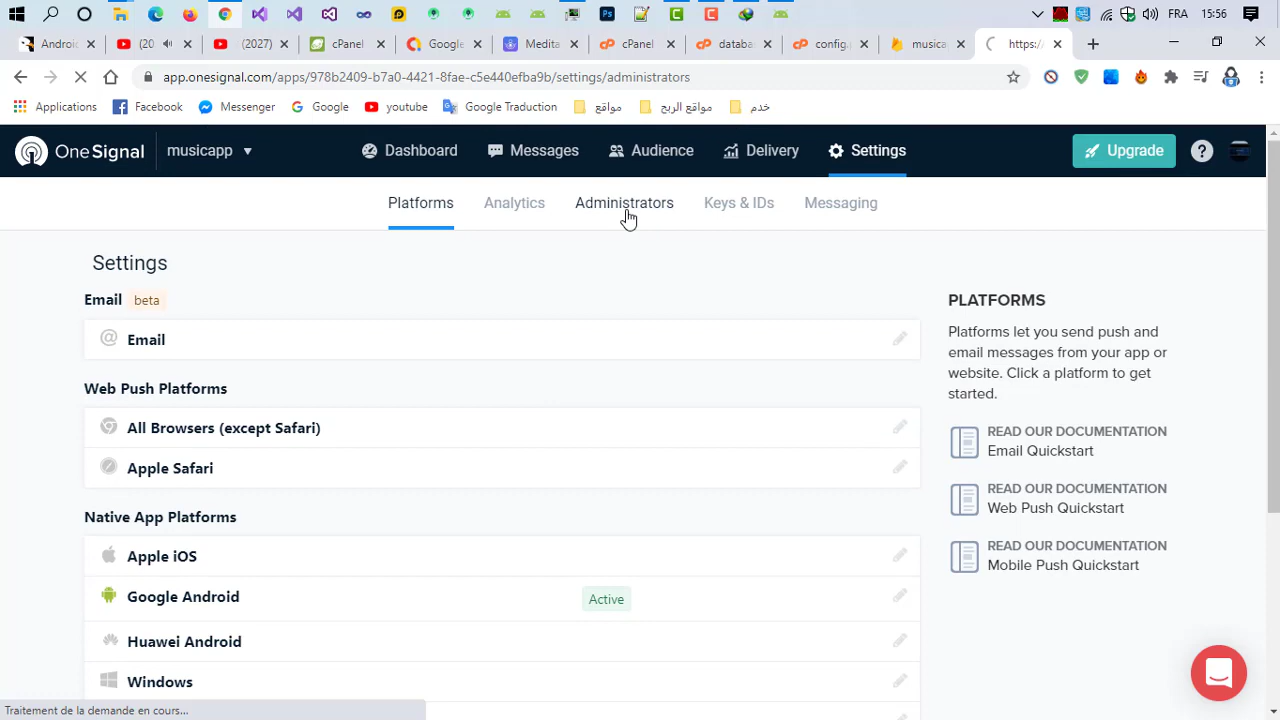 FRA 15:56
Android
(20
(2027)
cPanel
Google
Medita
cPanel
databa
config.p
musica
https:/
app.onesignal.com/apps/978b2409-b7a0-4421-8fae-c5e440efba9b/settings/administrators
Applications Facebook Messenger Google youtube Google Traduction مواقع مواقع الربح خدم
OneSignal musicapp Dashboard Messages Audience Delivery Settings Upgrade ?
Platforms Analytics Administrators Keys & IDs Messaging
Settings
Email beta
@ Email
Web Push Platforms
All Browsers (except Safari)
Apple Safari
Native App Platforms
Apple iOS
Google Android Active
Huawei Android
Windows
PLATFORMS
Platforms let you send push and
email messages from your app or
website. Click a platform to get
started.
READ OUR DOCUMENTATION
Email Quickstart
READ OUR DOCUMENTATION
Web Push Quickstart
READ OUR DOCUMENTATION
Mobile Push Quickstart
Traitement de la demande en cours...